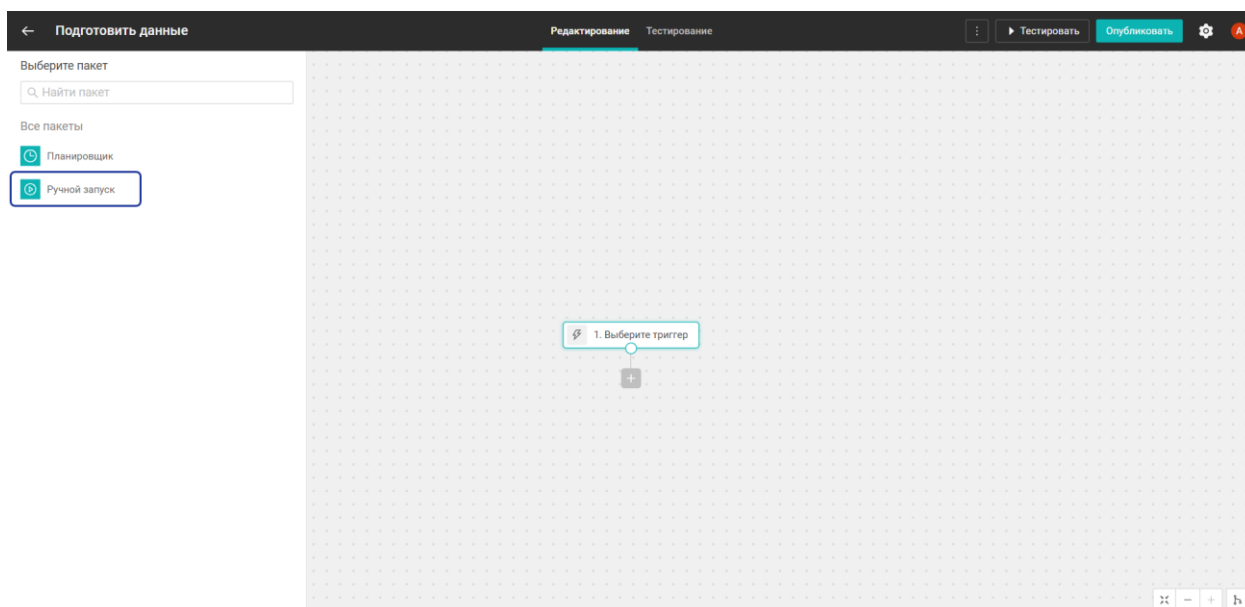 Подготовить данные
Редактирование Тестирование
Тестировать Опубликовать A
Выберите пакет
Найти пакет
Все пакеты
Планировщик
Ручной запуск
1. Выберите триггер